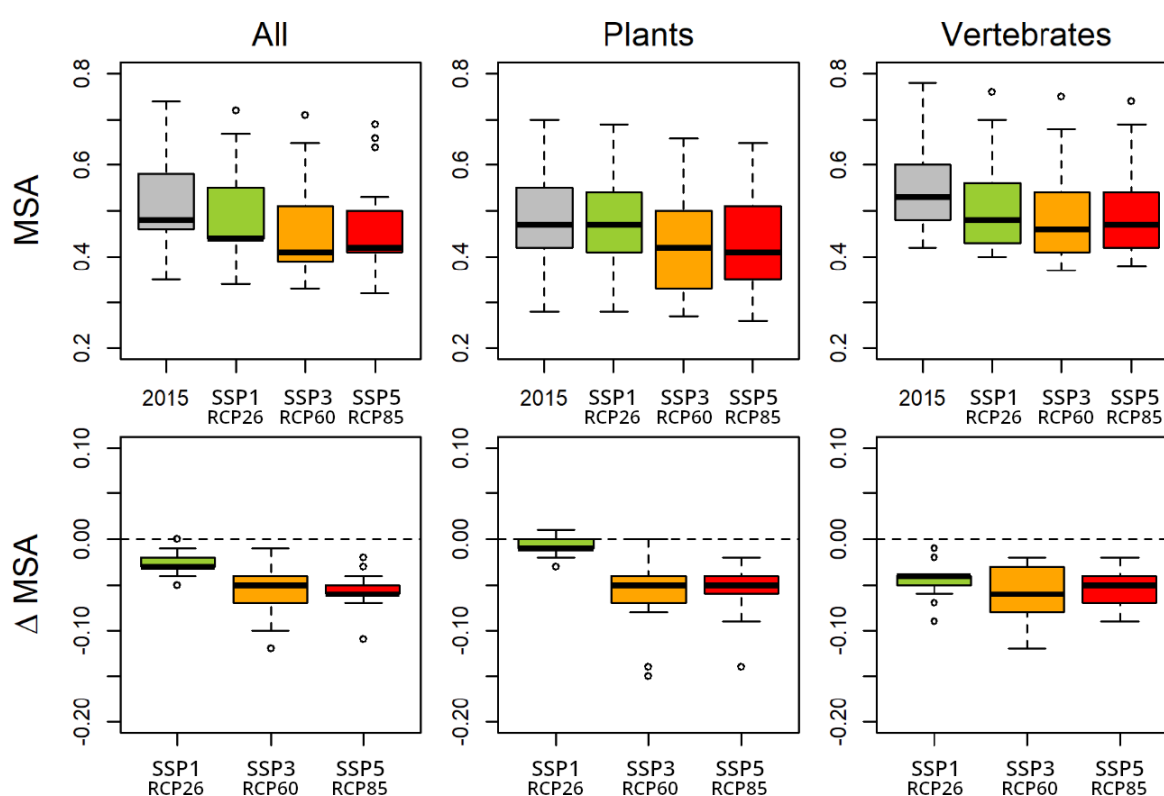 All Plants Vertebrates
MSA
0.8 0.8 0.8
0.6 0.6 0.6
0.4 0.4 0.4
0.2 0.2 0.2
2015 SSP1 SSP3 SSP5 2015 SSP1 SSP3 SSP5 2015 SSP1 SSP3 SSP5
RCP26 RCP60 RCP85 RCP26 RCP60 RCP85 RCP26 RCP60 RCP85
Δ MSA
0.10 0.10 0.10
0.00 0.00 0.00
-0.10 -0.10 -0.10
-0.20 -0.20 -0.20
SSP1 SSP3 SSP5 SSP1 SSP3 SSP5 SSP1 SSP3 SSP5
RCP26 RCP60 RCP85 RCP26 RCP60 RCP85 RCP26 RCP60 RCP85